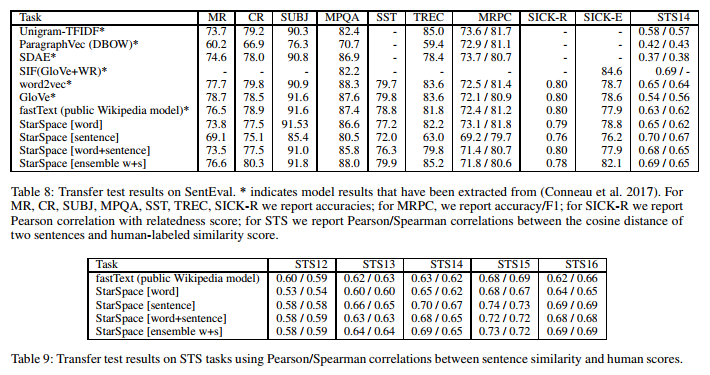 Task MR CR SUBJ MPQA SST TREC MRPC SICK-R SICK-E STS14
Unigram-TFIDF* 73.7 79.2 90.3 82.4 - 85.0 73.6 / 81.7 - - 0.58 / 0.57
ParagraphVec (DBOW)* 60.2 66.9 76.3 70.7 - 59.4 72.9 / 81.1 - - 0.42 / 0.43
SDAE* 74.6 78.0 90.8 86.9 - 78.4 73.7 / 80.7 - - 0.37 / 0.38
SIF(GloVe+WR)* - - - 82.2 - - - - 84.6 0.69 / -
word2vec* 77.7 79.8 90.9 88.3 79.7 83.6 72.5 / 81.4 0.80 78.7 0.65 / 0.64
GloVe* 78.7 78.5 91.6 87.6 79.8 83.6 72.1 / 80.9 0.80 78.6 0.54 / 0.56
fastText (public Wikipedia model)* 76.5 78.9 91.6 87.4 78.8 81.8 72.4 / 81.2 0.80 77.9 0.63 / 0.62
StarSpace [word] 73.8 77.5 91.53 86.6 77.2 82.2 73.1 / 81.8 0.79 78.8 0.65 / 0.62
StarSpace [sentence] 69.1 75.1 85.4 80.5 72.0 63.0 69.2 / 79.7 0.76 76.2 0.70 / 0.67
StarSpace [word+sentence] 73.5 77.5 91.0 85.8 76.3 79.8 71.4 / 80.7 0.80 77.9 0.68 / 0.65
StarSpace [ensemble w+s] 76.6 80.3 91.8 88.0 79.9 85.2 71.8 / 80.6 0.78 82.1 0.69 / 0.65
Table 8: Transfer test results on SentEval. * indicates model results that have been extracted from (Conneau et al. 2017). For
MR, CR, SUBJ, MPQA, SST, TREC, SICK-R we report accuracies; for MRPC, we report accuracy/F1; for SICK-R we report
Pearson correlation with relatedness score; for STS we report Pearson/Spearman correlations between the cosine distance of
two sentences and human-labeled similarity score.
Task STS12 STS13 STS14 STS15 STS16
fastText (public Wikipedia model) 0.60 / 0.59 0.62 / 0.63 0.63 / 0.62 0.68 / 0.69 0.62 / 0.66
StarSpace [word] 0.53 / 0.54 0.60 / 0.60 0.65 / 0.62 0.68 / 0.67 0.64 / 0.65
StarSpace [sentence] 0.58 / 0.58 0.66 / 0.65 0.70 / 0.67 0.74 / 0.73 0.69 / 0.69
StarSpace [word+sentence] 0.58 / 0.59 0.63 / 0.63 0.68 / 0.65 0.72 / 0.72 0.68 / 0.68
StarSpace [ensemble w+s] 0.58 / 0.59 0.64 / 0.64 0.69 / 0.65 0.73 / 0.72 0.69 / 0.69
Table 9: Transfer test results on STS tasks using Pearson/Spearman correlations between sentence similarity and human scores.